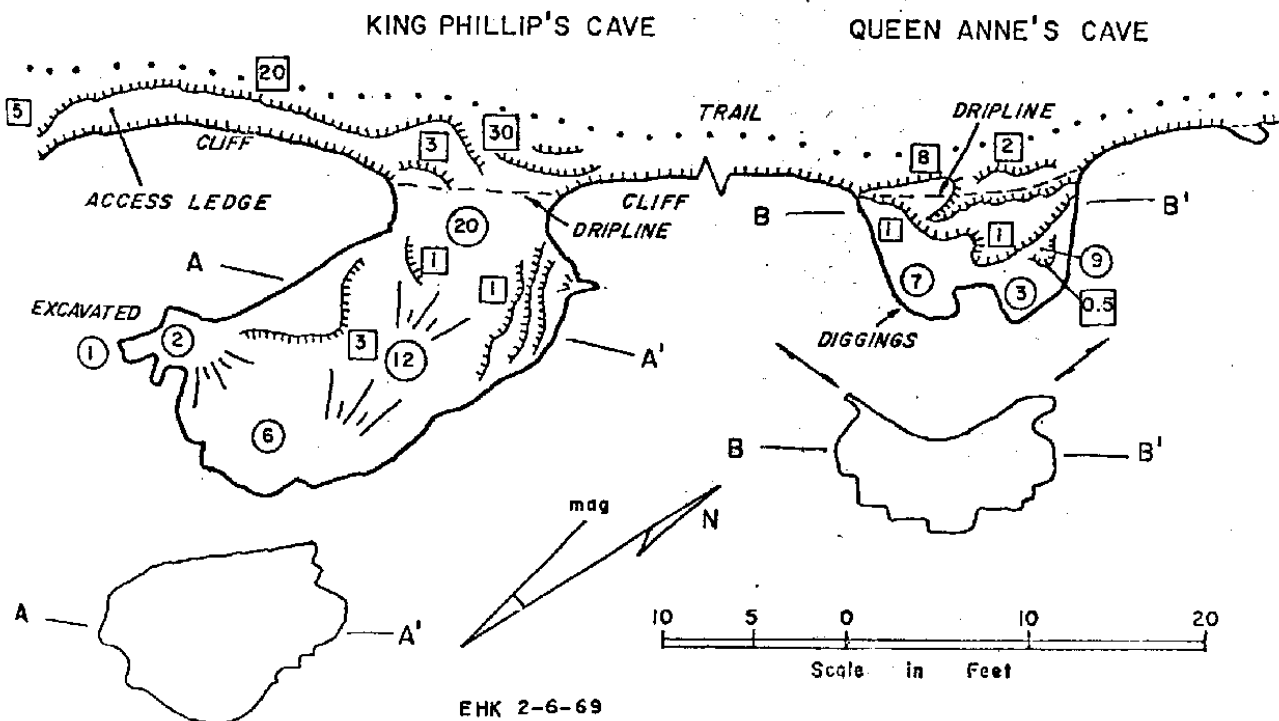 KING PHILLIP'S CAVE
QUEEN ANNE'S CAVE
20
5
CLIFF
ACCESS LEDGE
3
30
TRAIL
DRIPLINE
8
2
CLIFF
DRIPLINE
20
B
B'
1
1
9
7
3
0.5
DIGGINGS
A
1
1
EXCAVATED
1
2
3
12
A'
6
B
B'
mag
N
A
A'
10 5 0 10 20
Scale in Feet
EHK 2-6-69